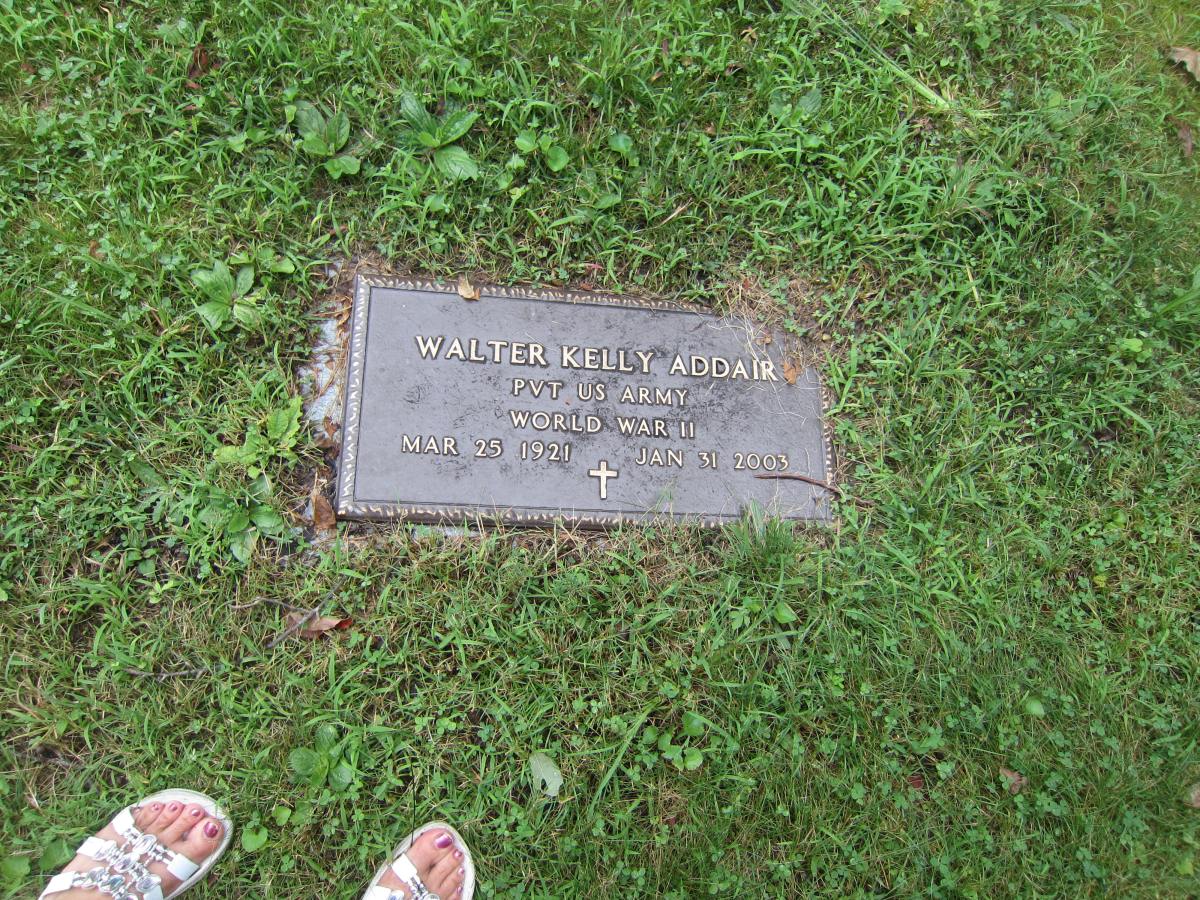 WALTER KELLY ADDAIR
PVT US ARMY
WORLD WAR II
MAR 25 1921 JAN 31 2003